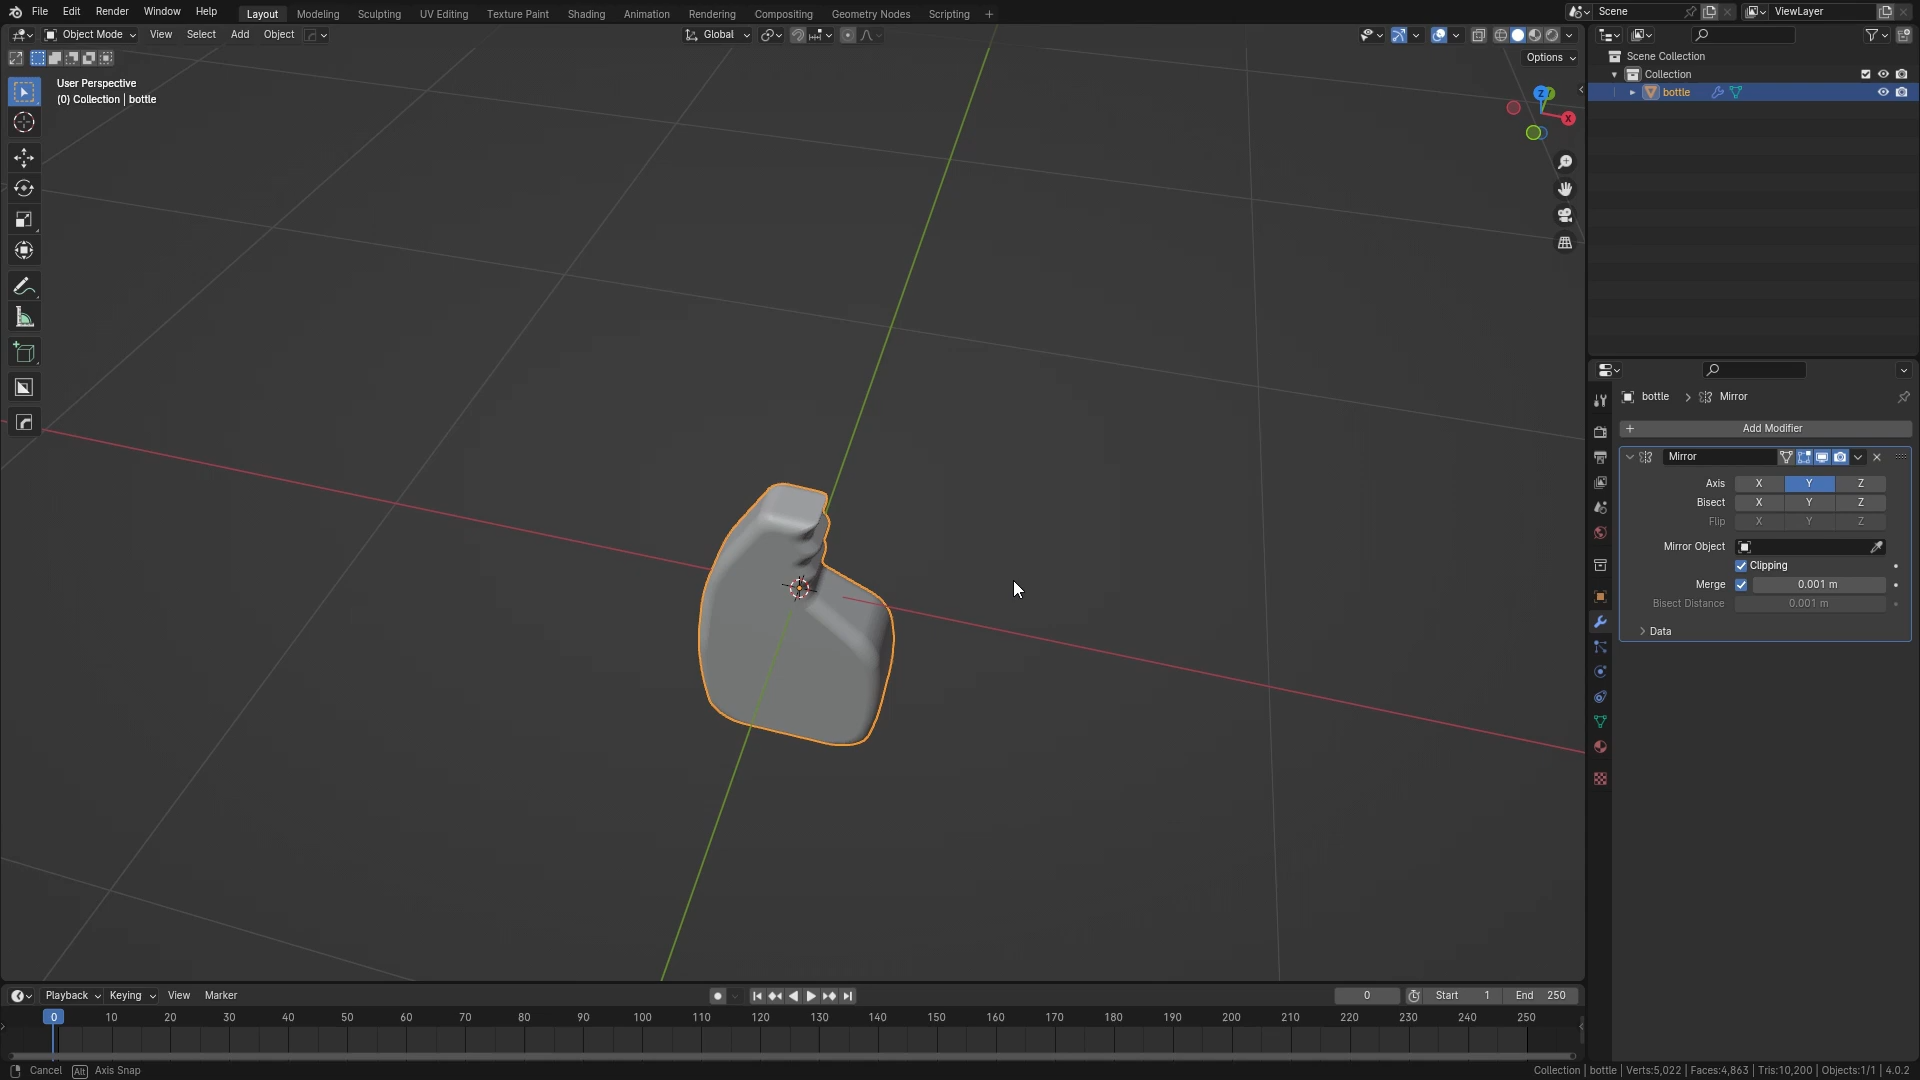 File Edit Render Window Help Layout Modeling Sculpting UV Editing Texture Paint Shading Animation Rendering Compositing Geometry Nodes Scripting + Scene ViewLayer
Object Mode View Select Add Object Global
Options
User Perspective
(0) Collection | bottle
Z
X
Scene Collection
Collection
bottle
bottle > Mirror
+ Add Modifier
Mirror
Axis X Y Z
Bisect X Y Z
Flip X Y Z
Mirror Object
Clipping
Merge 0.001 m
Bisect Distance 0.001 m
> Data
Playback Keying View Marker 0 Start 1 End 250
0 10 20 30 40 50 60 70 80 90 100 110 120 130 140 150 160 170 180 190 200 210 220 230 240 250
Cancel Alt Axis Snap Collection | bottle | Verts:5,022 | Faces:4,863 | Tris:10,200 | Objects:1/1 | 4.0.2